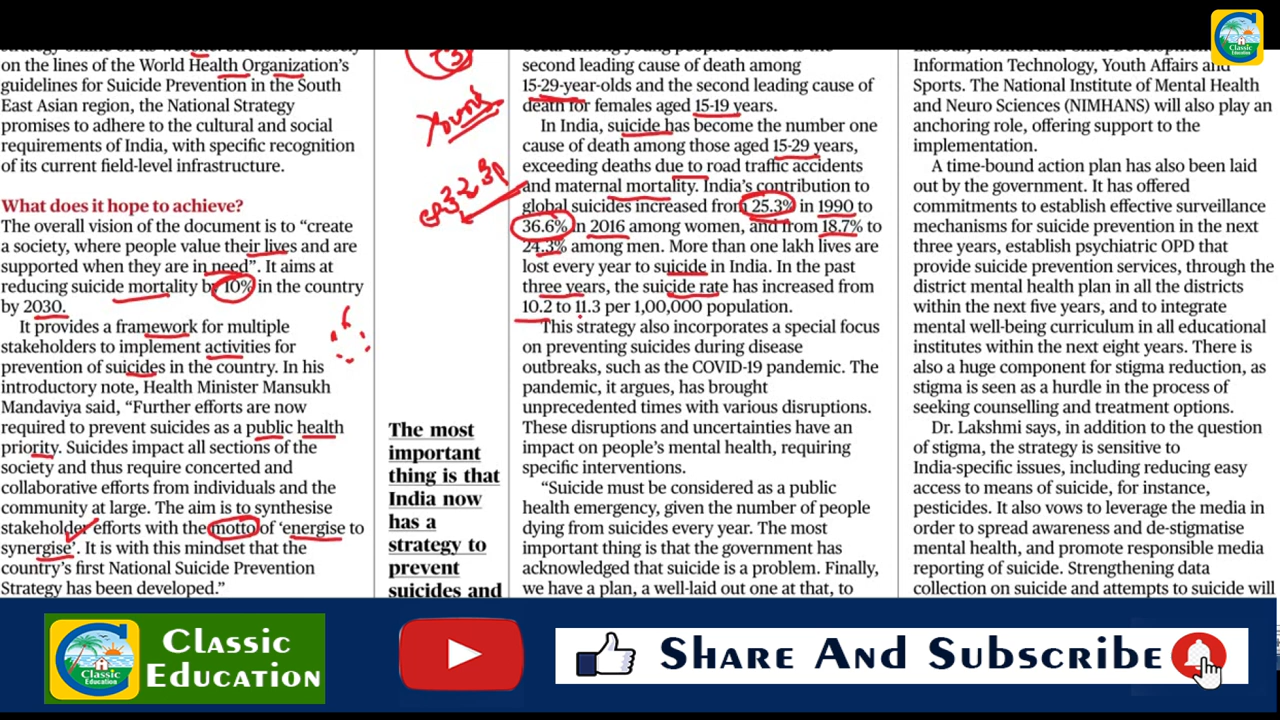 on the lines of the World Health Organization's
guidelines for Suicide Prevention in the South
East Asian region, the National Strategy
promises to adhere to the cultural and social
requirements of India, with specific recognition
of its current field-level infrastructure.
What does it hope to achieve?
The overall vision of the document is to "create
a society, where people value their lives and are
supported when they are in need". It aims at
reducing suicide mortality by 10% in the country
by 2030.
It provides a framework for multiple
stakeholders to implement activities for
prevention of suicides in the country. In his
introductory note, Health Minister Mansukh
Mandaviya said, "Further efforts are now
required to prevent suicides as a public health
priority. Suicides impact all sections of the
society and thus require concerted and
collaborative efforts from individuals and the
community at large. The aim is to synthesise
stakeholder efforts with the motto of 'energise to
synergise'. It is with this mindset that the
country's first National Suicide Prevention
Strategy has been developed."
The most
important
thing is that
India now
has a
strategy to
prevent
suicides and
second leading cause of death among
15-29-year-olds and the second leading cause of
death for females aged 15-19 years.
In India, suicide has become the number one
cause of death among those aged 15-29 years,
exceeding deaths due to road traffic accidents
and maternal mortality. India's contribution to
global suicides increased from 25.3% in 1990 to
36.6% in 2016 among women, and from 18.7% to
24.3% among men. More than one lakh lives are
lost every year to suicide in India. In the past
three years, the suicide rate has increased from
10.2 to 11.3 per 1,00,000 population.
This strategy also incorporates a special focus
on preventing suicides during disease
outbreaks, such as the COVID-19 pandemic. The
pandemic, it argues, has brought
unprecedented times with various disruptions.
These disruptions and uncertainties have an
impact on people's mental health, requiring
specific interventions.
"Suicide must be considered as a public
health emergency, given the number of people
dying from suicides every year. The most
important thing is that the government has
acknowledged that suicide is a problem. Finally,
we have a plan, a well-laid out one at that, to
Information Technology, Youth Affairs and
Sports. The National Institute of Mental Health
and Neuro Sciences (NIMHANS) will also play an
anchoring role, offering support to the
implementation.
A time-bound action plan has also been laid
out by the government. It has offered
commitments to establish effective surveillance
mechanisms for suicide prevention in the next
three years, establish psychiatric OPD that
provide suicide prevention services, through the
district mental health plan in all the districts
within the next five years, and to integrate
mental well-being curriculum in all educational
institutes within the next eight years. There is
also a huge component for stigma reduction, as
stigma is seen as a hurdle in the process of
seeking counselling and treatment options.
Dr. Lakshmi says, in addition to the question
of stigma, the strategy is sensitive to
India-specific issues, including reducing easy
access to means of suicide, for instance,
pesticides. It also vows to leverage the media in
order to spread awareness and de-stigmatise
mental health, and promote responsible media
reporting of suicide. Strengthening data
collection on suicide and attempts to suicide will
Classic
Education
Classic
Education
Classic
Education
Share And Subscribe